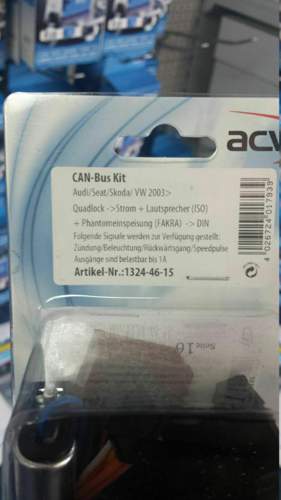 acv
CAN-Bus Kit
Audi/Seat/Skoda/ VW 2003>
Quadlock ->Strom + Lautsprecher (ISO)
+ Phantomeinspeisung (FAKRA) -> DIN
Folgende Signale werden zur Verfügung gestellt:
Zündung/Beleuchtung/Rückwärtsgang/Speedpulse
Ausgänge sind belastbar bis 1A
Artikel-Nr.:1324-46-15
4 026724 017939
Seite 16